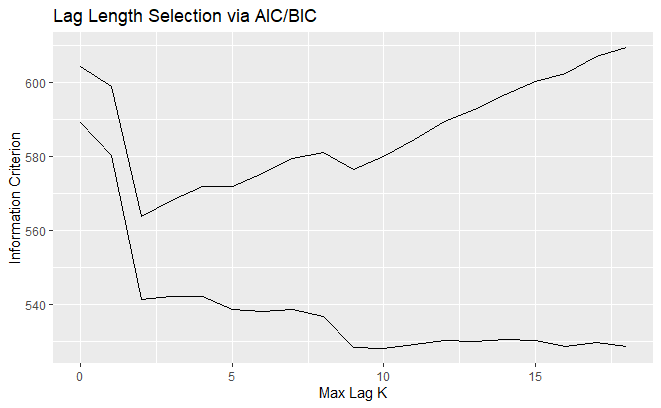 Lag Length Selection via AIC/BIC
600
580
560
540
Information Criterion
0 5 10 15
Max Lag K